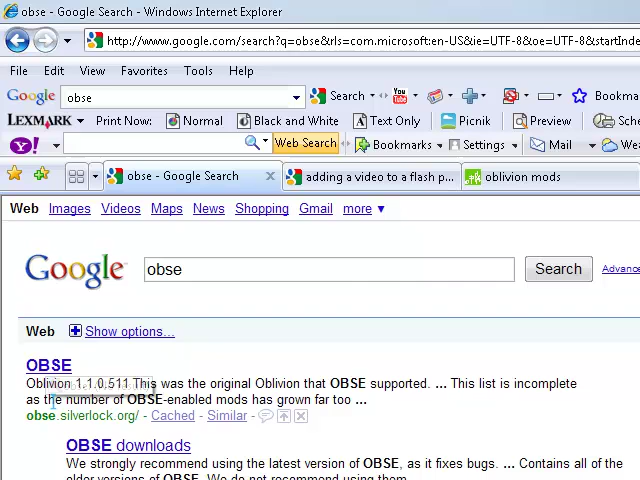 obse - Google Search - Windows Internet Explorer
http://www.google.com/search?q=obse&rls=com.microsoft:en-US&ie=UTF-8&oe=UTF-8&startInde
File Edit View Favorites Tools Help
Google obse Search You Tube Bookma
LEXMARK Print Now: Normal Black and White Text Only Picnik Preview Sche
Y! Web Search Bookmarks Settings Mail Wea
obse - Google Search adding a video to a flash p... oblivion mods
Web Images Videos Maps News Shopping Gmail more ▼
Google obse Search Advance
Web Show options...
OBSE
Oblivion 1.1.0.511 This was the original Oblivion that OBSE supported. ... This list is incomplete
as the number of OBSE-enabled mods has grown far too ...
obse.silverlock.org/ - Cached - Similar -
OBSE downloads
We strongly recommend using the latest version of OBSE, as it fixes bugs. ... Contains all of the
older versions of OBSE. We do not recommend using them